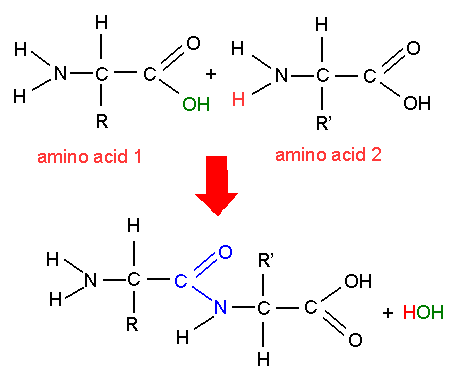 H H O H H O
H N C C + H N C C
H R OH H R' OH
amino acid 1 amino acid 2
H O R' OH
H N C C N C C O
H R H H + HOH